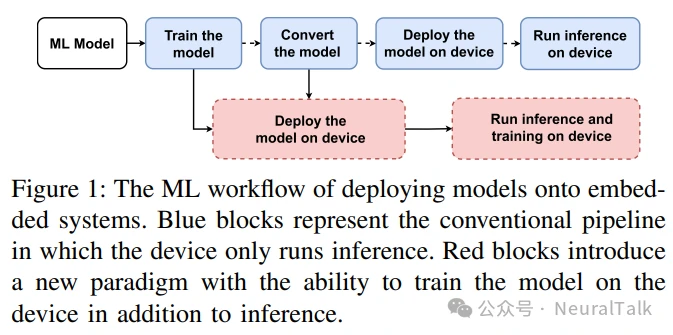 ML Model
Train the
model
Convert
the model
Deploy the
model on device
Run inference
on device
Deploy the
model on device
Run inference and
training on device
Figure 1: The ML workflow of deploying models onto embed-
ded systems. Blue blocks represent the conventional pipeline
in which the device only runs inference. Red blocks introduce
a new paradigm with the ability to train the model on the
device in addition to inference.
公众号 · NeuralTalk